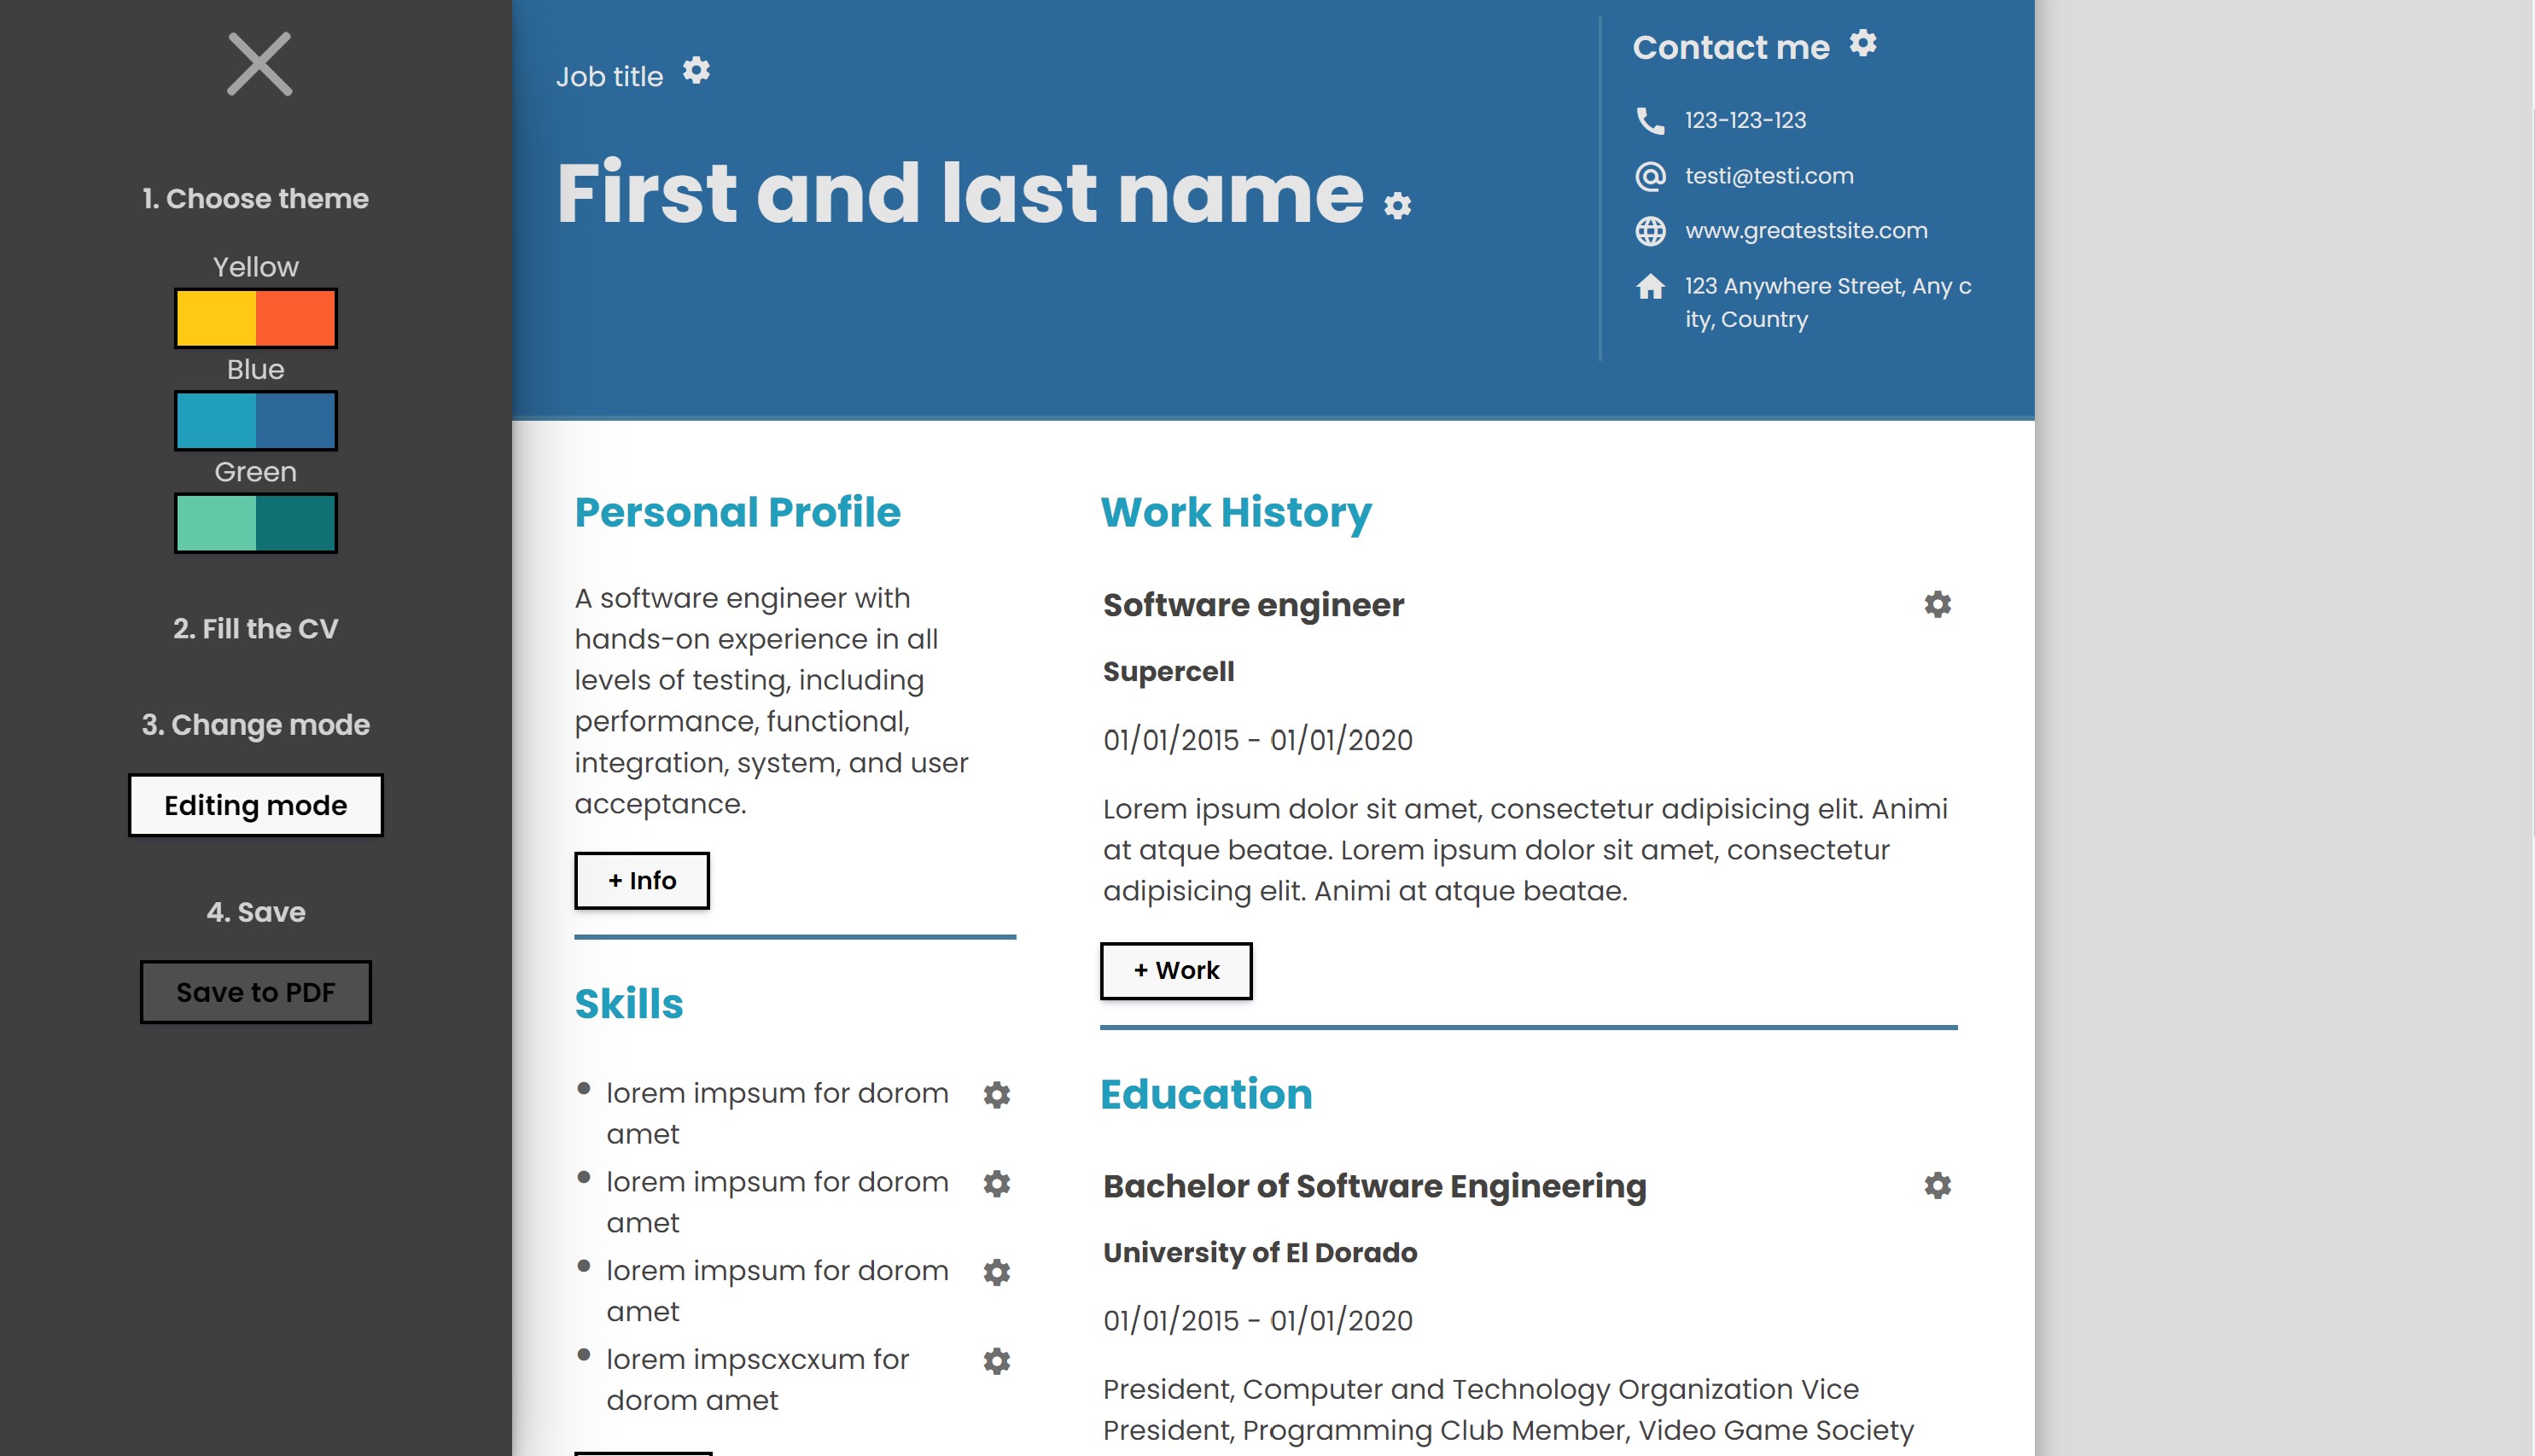 1. Choose theme
Yellow
Blue
Green
2. Fill the CV
3. Change mode
Editing mode
4. Save
Save to PDF
Job title
First and last name
Contact me
123-123-123
testi@testi.com
www.greatestsite.com
123 Anywhere Street, Any c
ity, Country
Personal Profile
A software engineer with
hands-on experience in all
levels of testing, including
performance, functional,
integration, system, and user
acceptance.
+ Info
Skills
lorem impsum for dorom
amet
lorem impsum for dorom
amet
lorem impsum for dorom
amet
lorem impscxcxum for
dorom amet
Work History
Software engineer
Supercell
01/01/2015 - 01/01/2020
Lorem ipsum dolor sit amet, consectetur adipisicing elit. Animi
at atque beatae. Lorem ipsum dolor sit amet, consectetur
adipisicing elit. Animi at atque beatae.
+ Work
Education
Bachelor of Software Engineering
University of El Dorado
01/01/2015 - 01/01/2020
President, Computer and Technology Organization Vice
President, Programming Club Member, Video Game Society